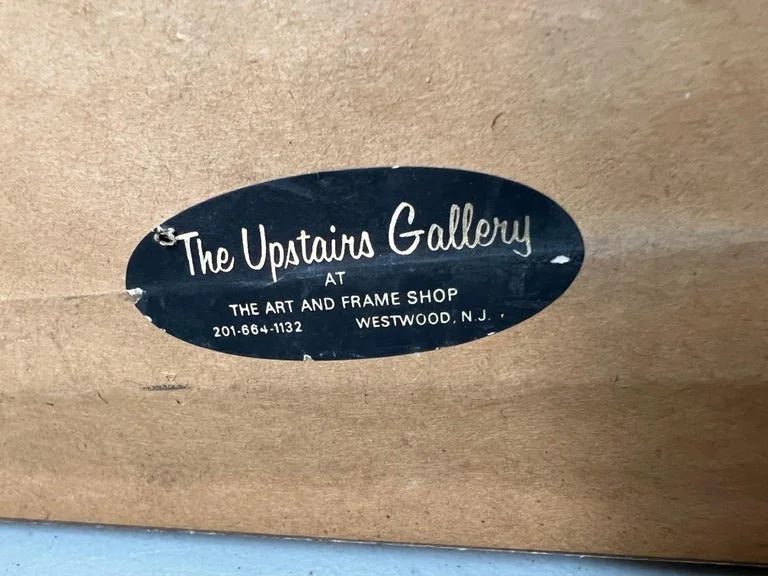 The Upstairs Gallery
AT
THE ART AND FRAME SHOP
201-664-1132 WESTWOOD, N.J.